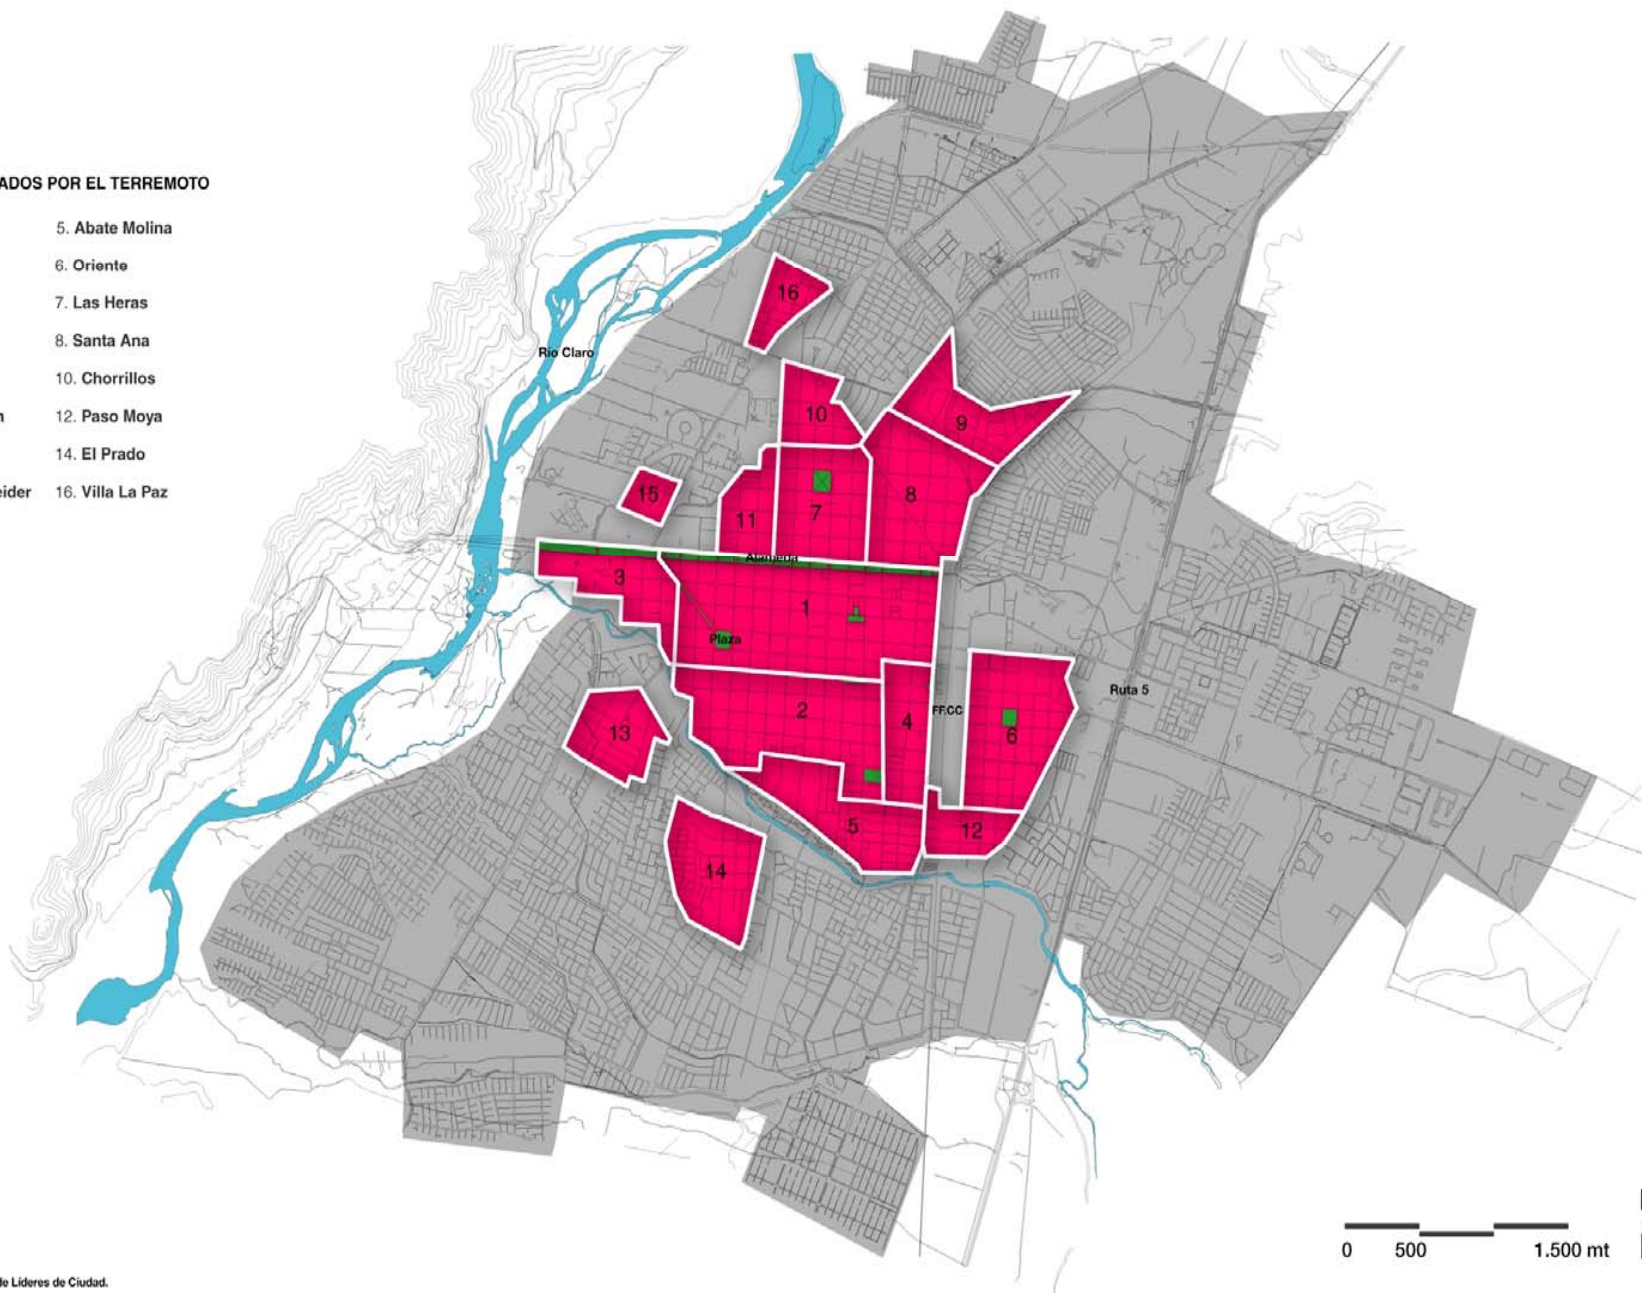 ADOS POR EL TERREMOTO
5. Abate Molina
6. Oriente
7. Las Heras
8. Santa Ana
10. Chorrillos
n 12. Paso Moya
14. El Prado
eider 16. Villa La Paz
16
Río Claro
10
9
15
8
11
7
Alameda
3
1
Plaza
2
4
13
FF.CC
Ruta 5
6
5
12
14
0 500 1.500 mt
de Líderes de Ciudad.